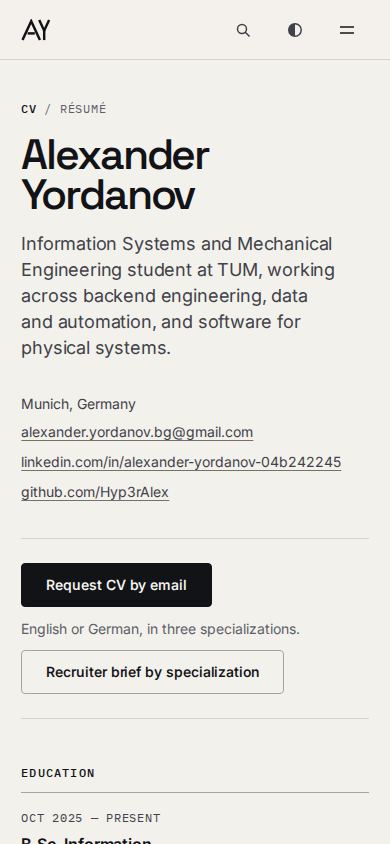 AY
CV / RÉSUMÉ
Alexander
Yordanov
Information Systems and Mechanical
Engineering student at TUM, working
across backend engineering, data
and automation, and software for
physical systems.
Munich, Germany
alexander.yordanov.bg@gmail.com
linkedin.com/in/alexander-yordanov-04b242245
github.com/Hyp3rAlex
Request CV by email
English or German, in three specializations.
Recruiter brief by specialization
EDUCATION
OCT 2025 — PRESENT
B.Sc. Information